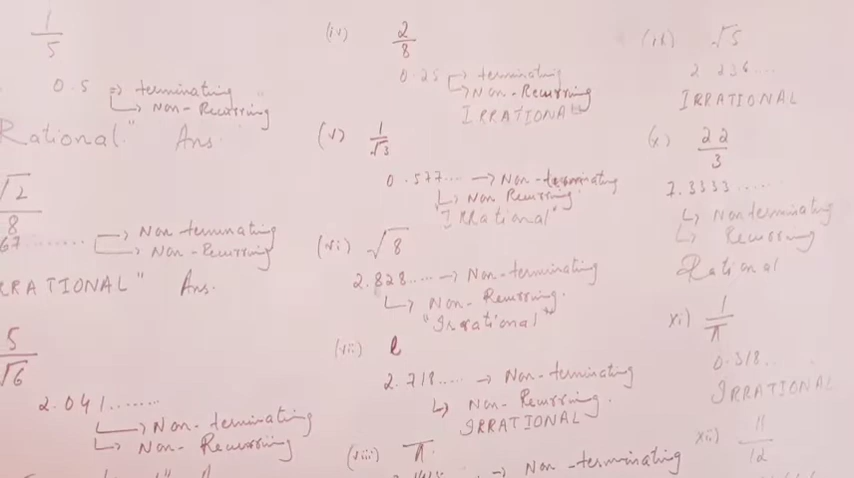 1
5
0.5 => terminating
↳ Non-Recurring
Rational" Ans.
√2
8
67........ → Non terminating
→ Non-Recurring
RRATIONAL" Ans.
5
√6
2.041........
↳ Non-terminating
↳ Non-Recurring
(iv) 2
8
0.25 → terminating
→ Non-Recurring
IRRATIONAL
(v) 1
√3
0.577... → Non-terminating
↳ Non Recurring
"IRRational"
(vi) √8
2.828..... → Non-terminating
↳ Non-Recurring.
"Irrational"
(vii) e
2.718..... → Non-terminating
↳ Non-Recurring.
IRRATIONAL
(viii) π
→ Non-terminating
(ix) √5
2.236...
IRRATIONAL
(x) 22
3
7.3333......
↳ Nonterminating
↳ Recurring
Rational
xi) 1
π
0.318...
IRRATIONAL
xii) 11
12